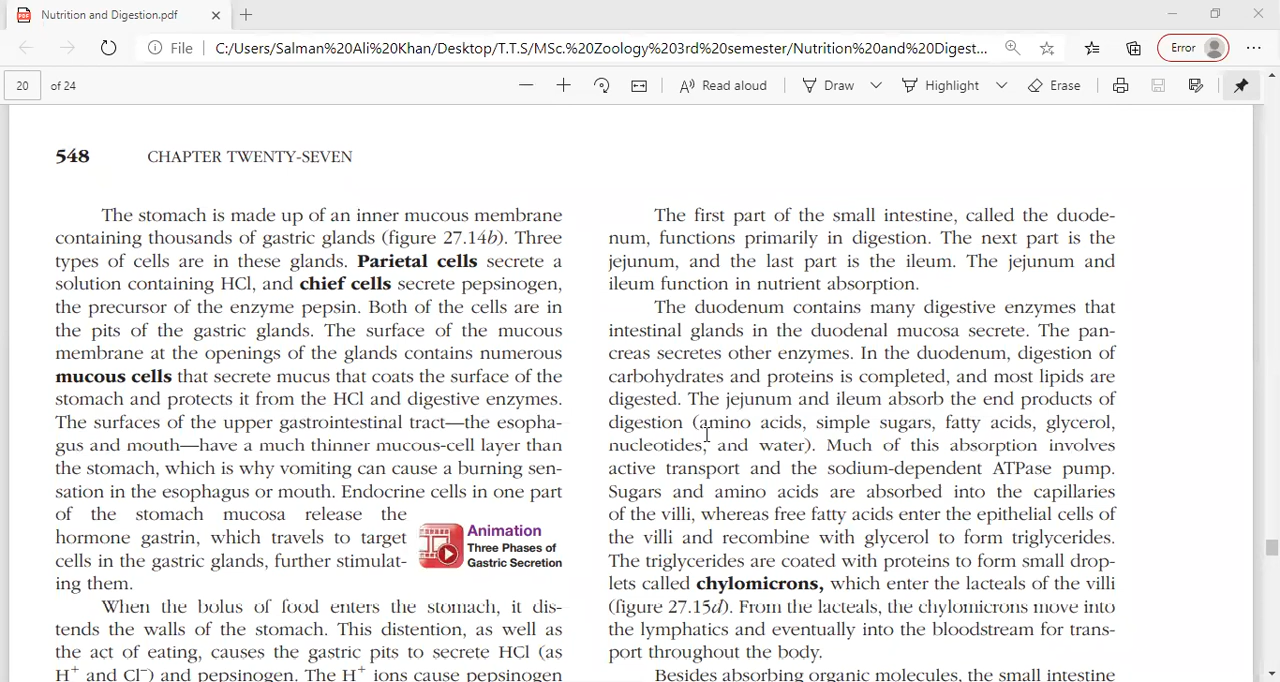 Nutrition and Digestion.pdf
File
C:/Users/Salman%20Ali%20Khan/Desktop/T.T.S/MSc.%20Zoology%203rd%20semester/Nutrition%20and%20Digest...
Error
20 of 24
Read aloud
Draw
Highlight
Erase
548 CHAPTER TWENTY-SEVEN
The stomach is made up of an inner mucous membrane
containing thousands of gastric glands (figure 27.14b). Three
types of cells are in these glands. Parietal cells secrete a
solution containing HCl, and chief cells secrete pepsinogen,
the precursor of the enzyme pepsin. Both of the cells are in
the pits of the gastric glands. The surface of the mucous
membrane at the openings of the glands contains numerous
mucous cells that secrete mucus that coats the surface of the
stomach and protects it from the HCl and digestive enzymes.
The surfaces of the upper gastrointestinal tract—the esopha-
gus and mouth—have a much thinner mucous-cell layer than
the stomach, which is why vomiting can cause a burning sen-
sation in the esophagus or mouth. Endocrine cells in one part
of the stomach mucosa release the
hormone gastrin, which travels to target
cells in the gastric glands, further stimulat-
ing them.
Animation
Three Phases of
Gastric Secretion
When the bolus of food enters the stomach, it dis-
tends the walls of the stomach. This distention, as well as
the act of eating, causes the gastric pits to secrete HCl (as
H⁺ and Cl⁻) and pepsinogen. The H⁺ ions cause pepsinogen
The first part of the small intestine, called the duode-
num, functions primarily in digestion. The next part is the
jejunum, and the last part is the ileum. The jejunum and
ileum function in nutrient absorption.
The duodenum contains many digestive enzymes that
intestinal glands in the duodenal mucosa secrete. The pan-
creas secretes other enzymes. In the duodenum, digestion of
carbohydrates and proteins is completed, and most lipids are
digested. The jejunum and ileum absorb the end products of
digestion (amino acids, simple sugars, fatty acids, glycerol,
nucleotides, and water). Much of this absorption involves
active transport and the sodium-dependent ATPase pump.
Sugars and amino acids are absorbed into the capillaries
of the villi, whereas free fatty acids enter the epithelial cells of
the villi and recombine with glycerol to form triglycerides.
The triglycerides are coated with proteins to form small drop-
lets called chylomicrons, which enter the lacteals of the villi
(figure 27.15d). From the lacteals, the chylomicrons move into
the lymphatics and eventually into the bloodstream for trans-
port throughout the body.
Besides absorbing organic molecules, the small intestine